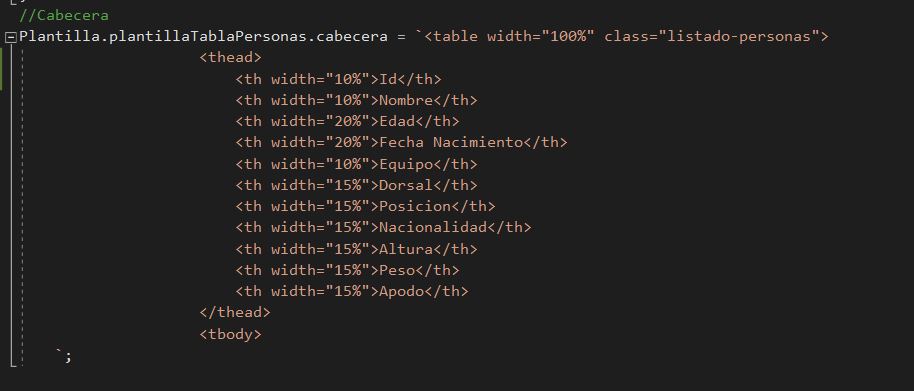 //Cabecera
Plantilla.plantillaTablaPersonas.cabecera = `<table width="100%" class="listado-personas">
<thead>
<th width="10%">Id</th>
<th width="10%">Nombre</th>
<th width="20%">Edad</th>
<th width="20%">Fecha Nacimiento</th>
<th width="10%">Equipo</th>
<th width="15%">Dorsal</th>
<th width="15%">Posicion</th>
<th width="15%">Nacionalidad</th>
<th width="15%">Altura</th>
<th width="15%">Peso</th>
<th width="15%">Apodo</th>
</thead>
<tbody>
`;